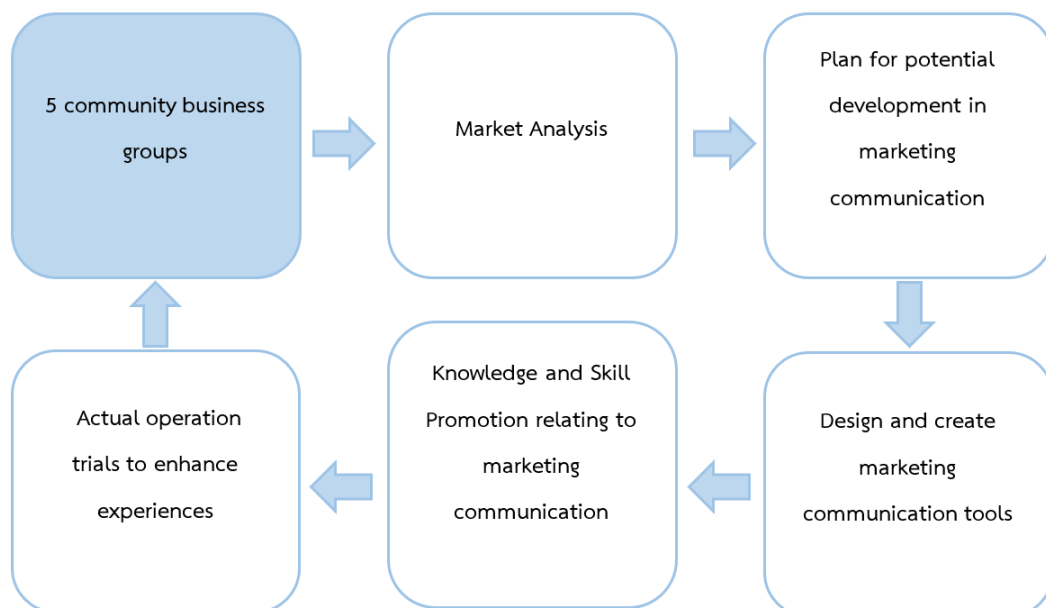 5 community business
groups
Market Analysis
Plan for potential
development in
marketing
communication
Design and create
marketing
communication tools
Knowledge and Skill
Promotion relating to
marketing
communication
Actual operation
trials to enhance
experiences